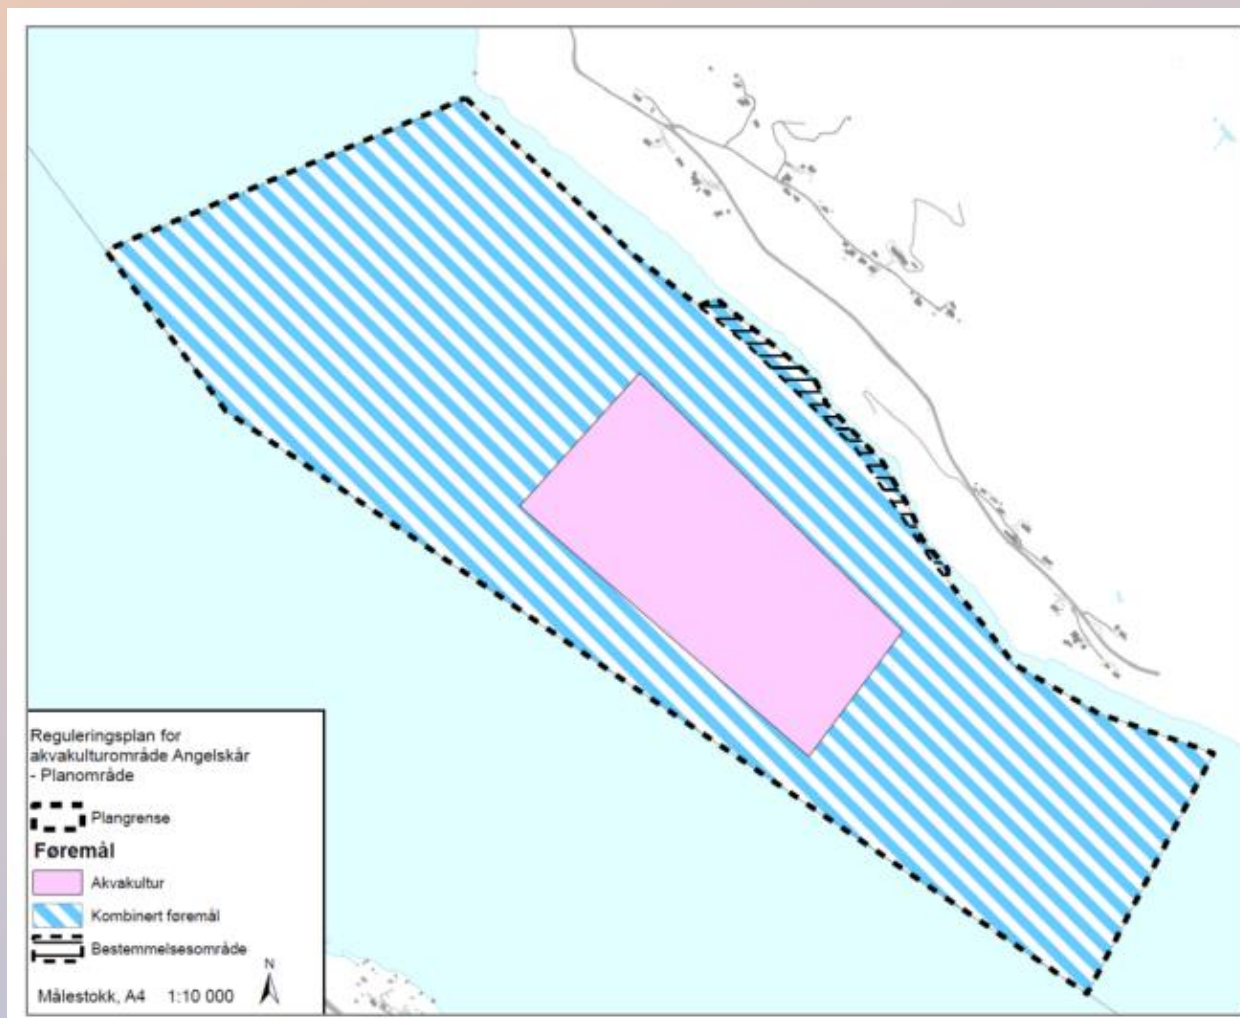 Reguleringsplan for
akvakulturområde Angelskår
- Planområde
Plangrense
Føremål
Akvakultur
Kombinert føremål
Bestemmelsesområde
N
Målestokk, A4 1:10 000